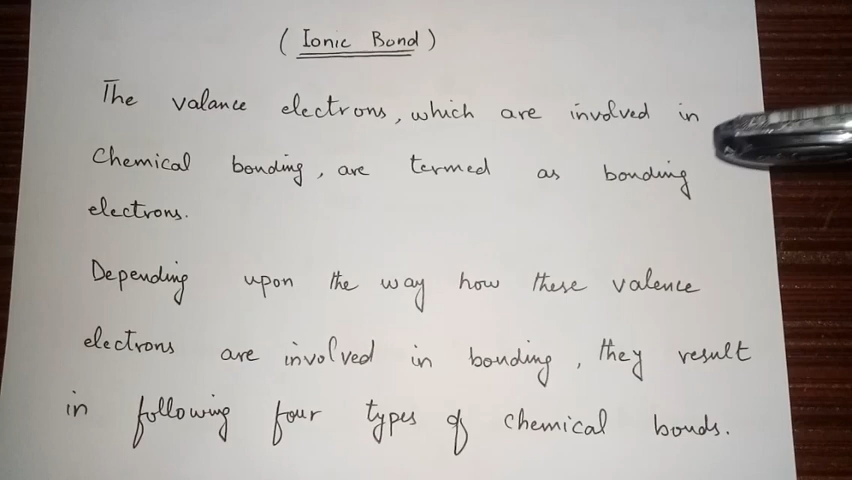 ( Ionic Bond )
The valance electrons, which are involved in
Chemical bonding, are termed as bonding
electrons.
Depending upon the way how these valence
electrons are involved in bonding, they result
in following four types of chemical bonds.